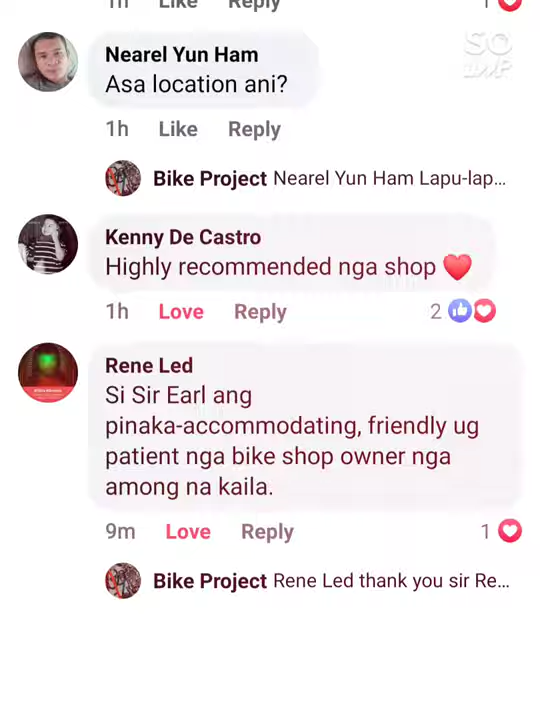 1h Like Reply 1
Nearel Yun Ham
Asa location ani?
1h Like Reply
Bike Project Nearel Yun Ham Lapu-lap...
Kenny De Castro
Highly recommended nga shop ❤️
1h Love Reply 2
Rene Led
Si Sir Earl ang
pinaka-accommodating, friendly ug
patient nga bike shop owner nga
among na kaila.
9m Love Reply 1
Bike Project Rene Led thank you sir Re...